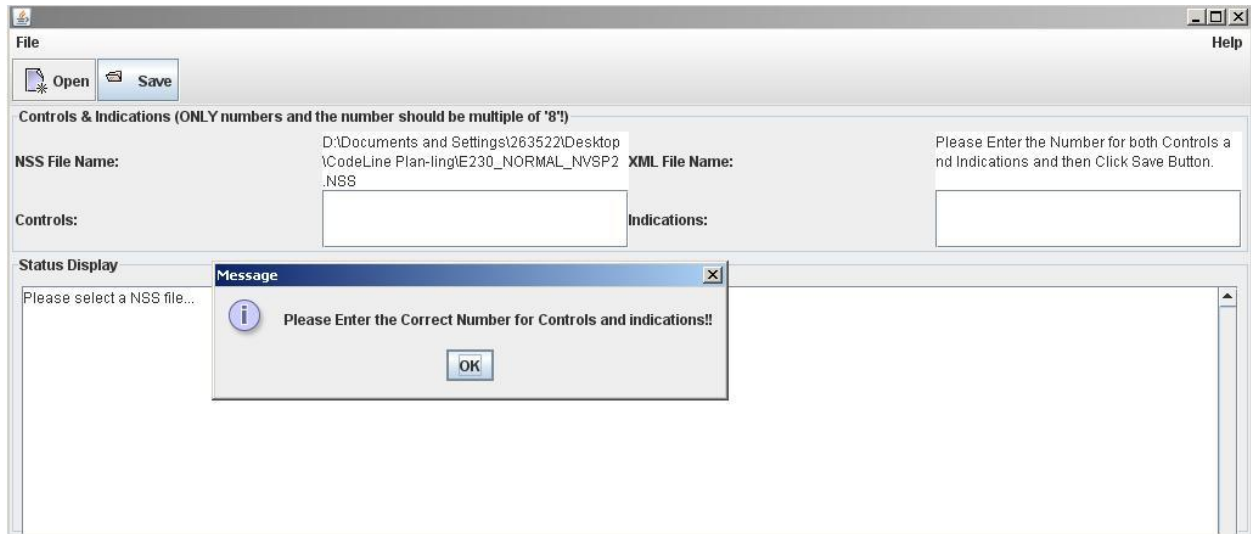 File Help
Open Save
Controls & Indications (ONLY numbers and the number should be multiple of '8'!)
NSS File Name:
D:\Documents and Settings\263522\Desktop
\CodeLine Plan-ling\E230_NORMAL_NVSP2
.NSS
XML File Name:
Please Enter the Number for both Controls a
nd Indications and then Click Save Button.
Controls:
Indications:
Status Display
Please select a NSS file...
Message
Please Enter the Correct Number for Controls and indications!!
OK